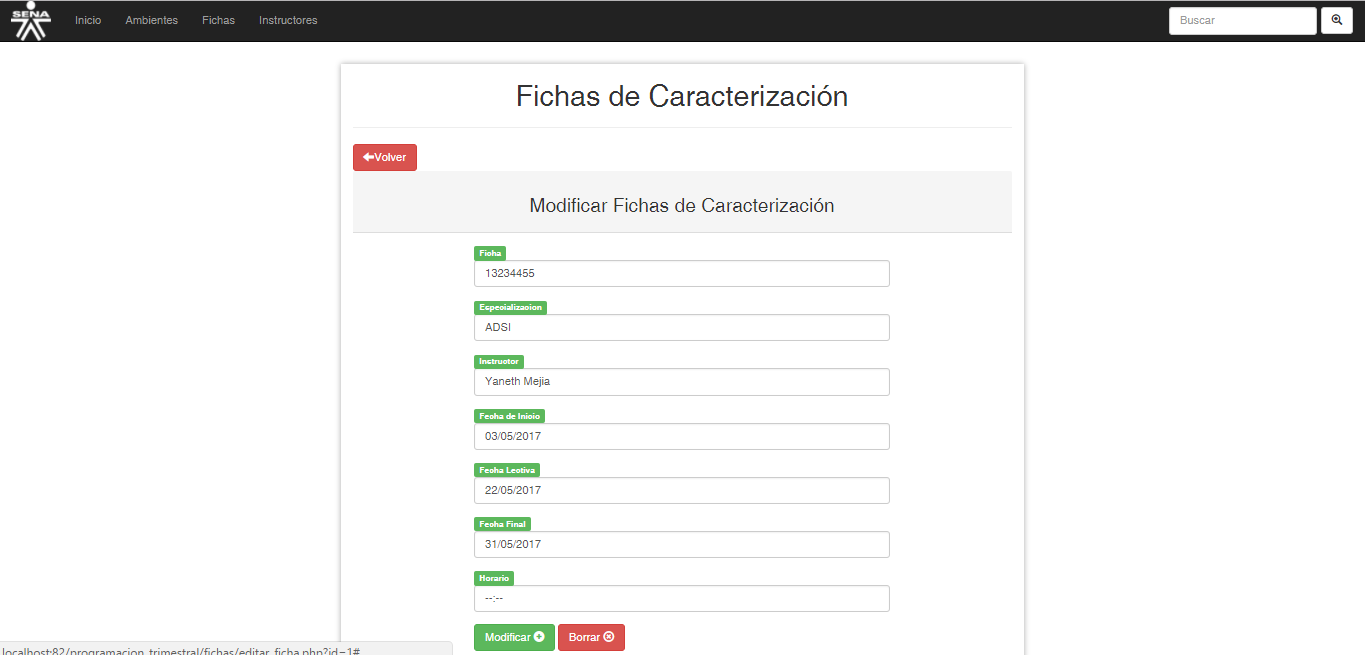 SENA
Inicio Ambientes Fichas Instructores Buscar
Fichas de Caracterización
Volver
Modificar Fichas de Caracterización
Ficha
13234455
Especializacion
ADSI
Instructor
Yaneth Mejia
Fecha de Inicio
03/05/2017
Fecha Lectiva
22/05/2017
Fecha Final
31/05/2017
Horario
--:--
Modificar Borrar
localhost:82/programacion_trimestral/fichas/editar_ficha.php?id=1#